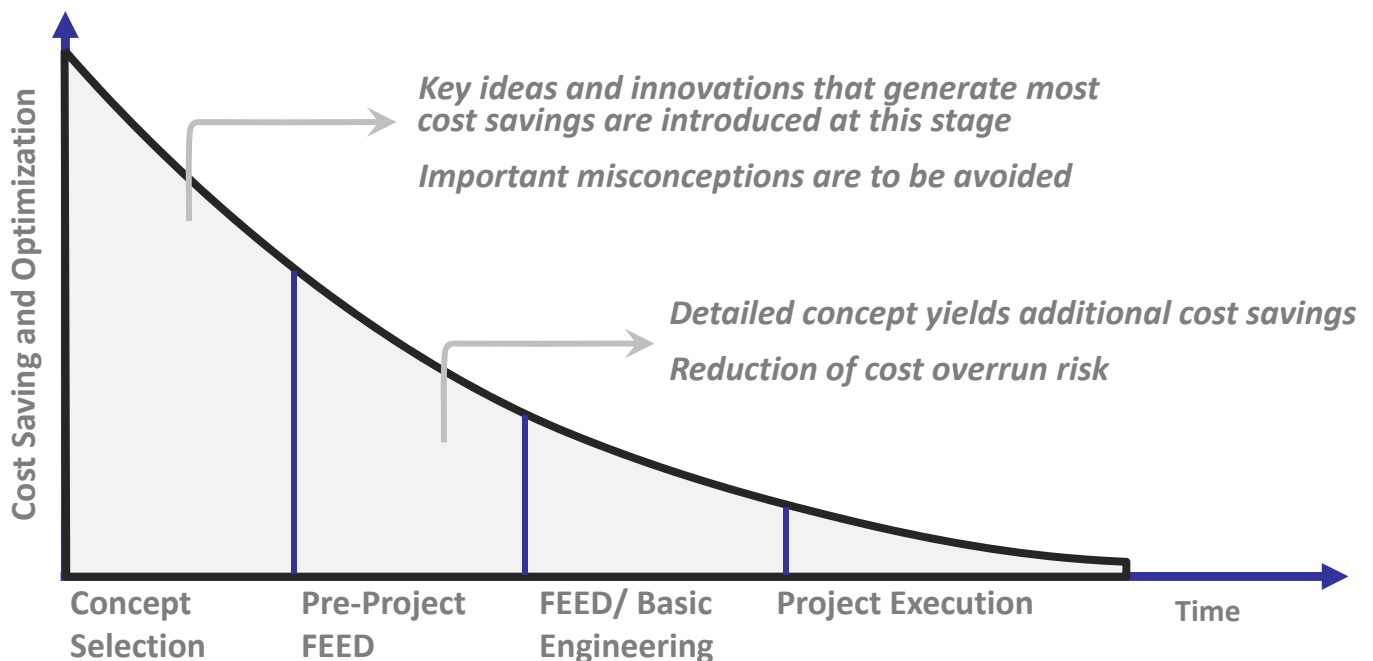 Key ideas and innovations that generate most
cost savings are introduced at this stage
Important misconceptions are to be avoided
Cost Saving and Optimization
Detailed concept yields additional cost savings
Reduction of cost overrun risk
Concept
Selection
Pre-Project
FEED
FEED/ Basic
Engineering
Project Execution
Time